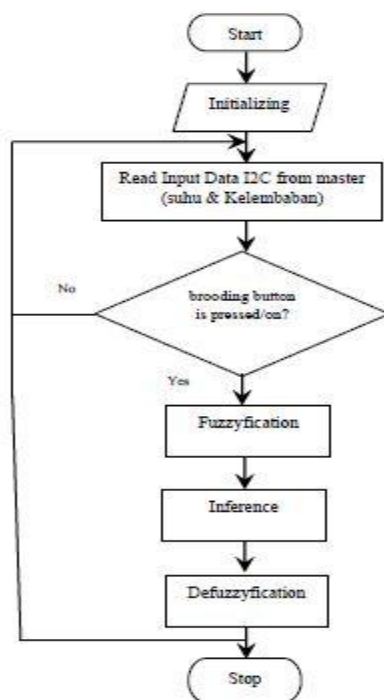 Start
Initializing
Read Input Data I2C from master
(suhu & Kelembaban)
No
brooding button
is pressed/on?
Yes
Fuzzyfication
Inference
Defuzzyfication
Stop